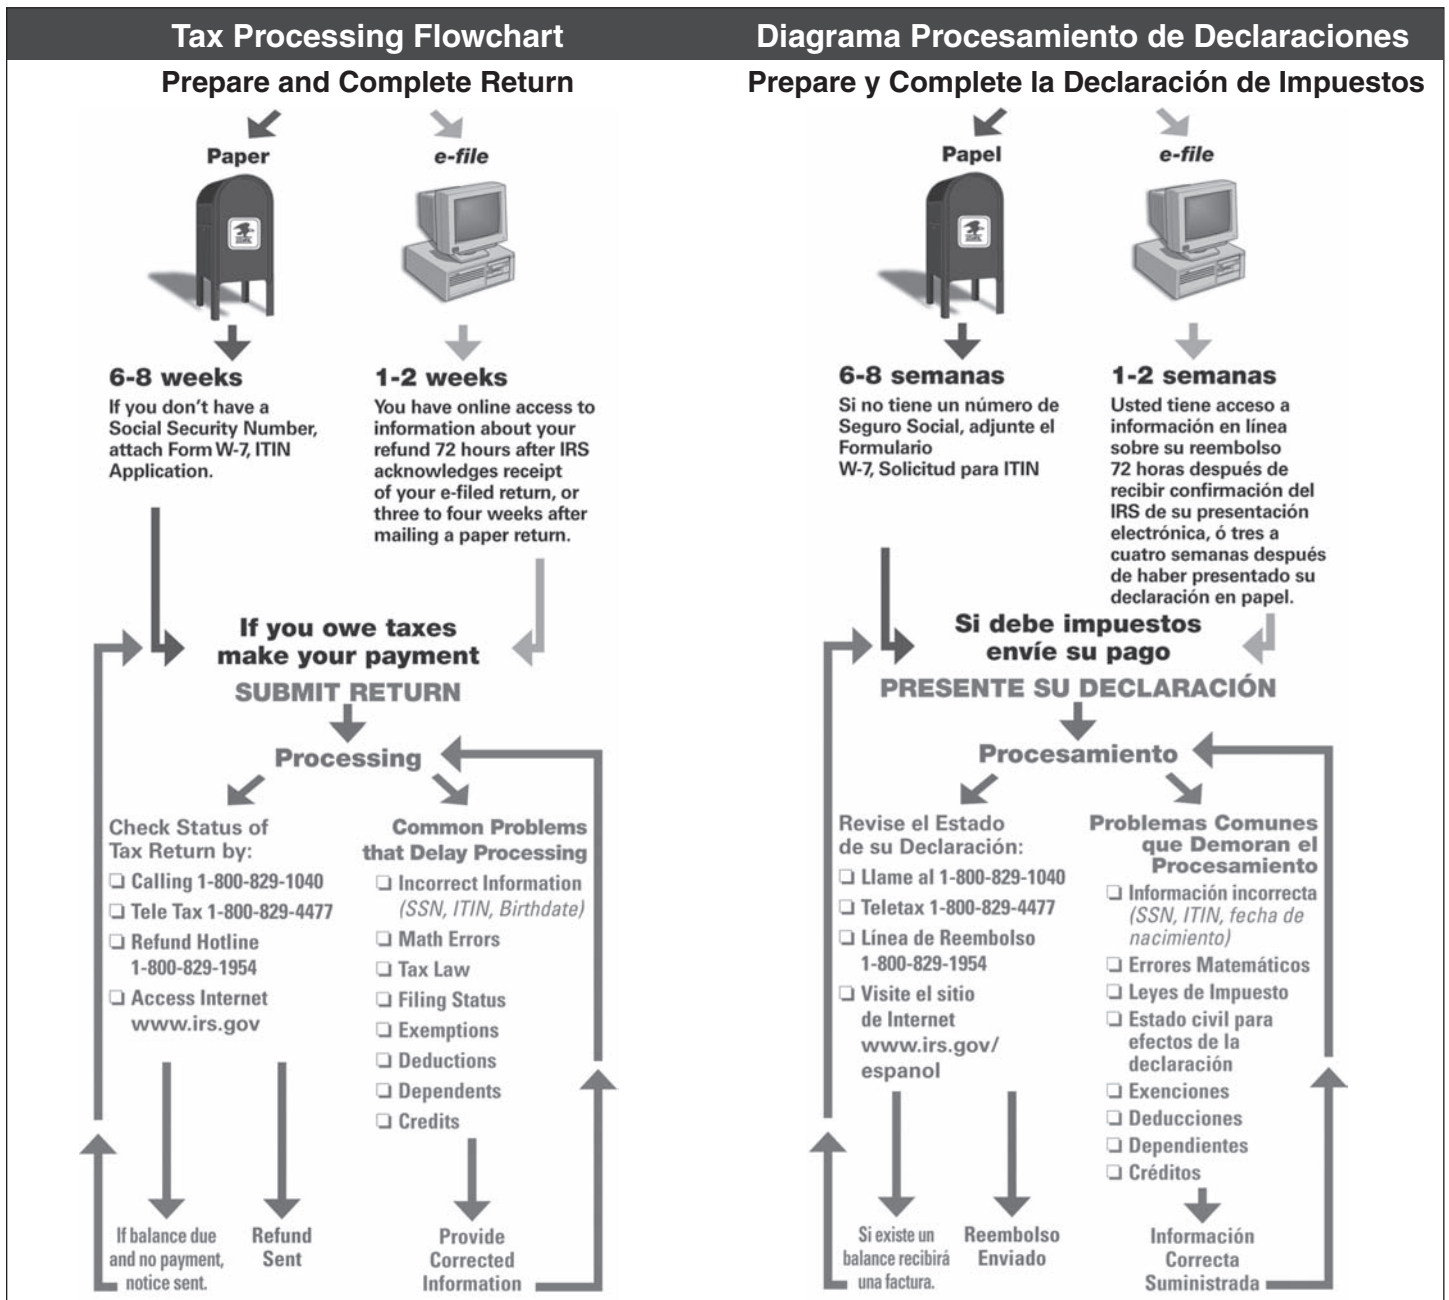 Tax Processing Flowchart
Prepare and Complete Return
Paper
e-file
6-8 weeks
If you don't have a
Social Security Number,
attach Form W-7, ITIN
Application.
1-2 weeks
You have online access to
information about your
refund 72 hours after IRS
acknowledges receipt
of your e-filed return, or
three to four weeks after
mailing a paper return.
If you owe taxes
make your payment
SUBMIT RETURN
Processing
Check Status of
Tax Return by:
❏ Calling 1-800-829-1040
❏ Tele Tax 1-800-829-4477
❏ Refund Hotline
1-800-829-1954
❏ Access Internet
www.irs.gov
Common Problems
that Delay Processing
❏ Incorrect Information
(SSN, ITIN, Birthdate)
❏ Math Errors
❏ Tax Law
❏ Filing Status
❏ Exemptions
❏ Deductions
❏ Dependents
❏ Credits
If balance due
and no payment,
notice sent.
Refund
Sent
Provide
Corrected
Information
Diagrama Procesamiento de Declaraciones
Prepare y Complete la Declaración de Impuestos
Papel
e-file
6-8 semanas
Si no tiene un número de
Seguro Social, adjunte el
Formulario
W-7, Solicitud para ITIN
1-2 semanas
Usted tiene acceso a
información en línea
sobre su reembolso
72 horas después de
recibir confirmación del
IRS de su presentación
electrónica, ó tres a
cuatro semanas después
de haber presentado su
declaración en papel.
Si debe impuestos
envíe su pago
PRESENTE SU DECLARACIÓN
Procesamiento
Revise el Estado
de su Declaración:
❏ Llame al 1-800-829-1040
❏ Teletax 1-800-829-4477
❏ Línea de Reembolso
1-800-829-1954
❏ Visite el sitio
de Internet
www.irs.gov/
espanol
Problemas Comunes
que Demoran el
Procesamiento
❏ Información incorrecta
(SSN, ITIN, fecha de
nacimiento)
❏ Errores Matemáticos
❏ Leyes de Impuesto
❏ Estado civil para
efectos de la
declaración
❏ Exenciones
❏ Deducciones
❏ Dependientes
❏ Créditos
Si existe un
balance recibirá
una factura.
Reembolso
Enviado
Información
Correcta
Suministrada